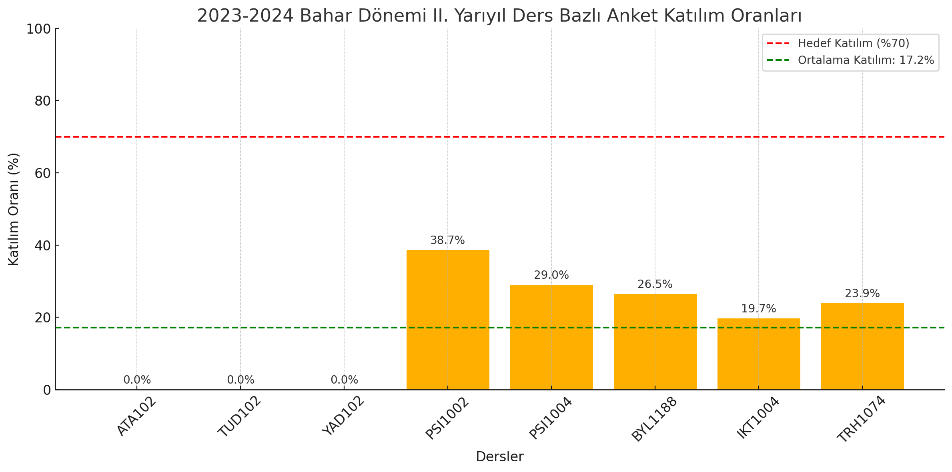 2023-2024 Bahar Dönemi II. Yarıyıl Ders Bazlı Anket Katılım Oranları
Hedef Katılım (%70)
Ortalama Katılım: 17.2%
Katılım Oranı (%)
100
80
60
40
20
0
0.0%
0.0%
0.0%
38.7%
29.0%
26.5%
19.7%
23.9%
ATA102
TUD102
YAD102
PSI1002
PSI1004
BYL1188
IKT1004
TRH1074
Dersler